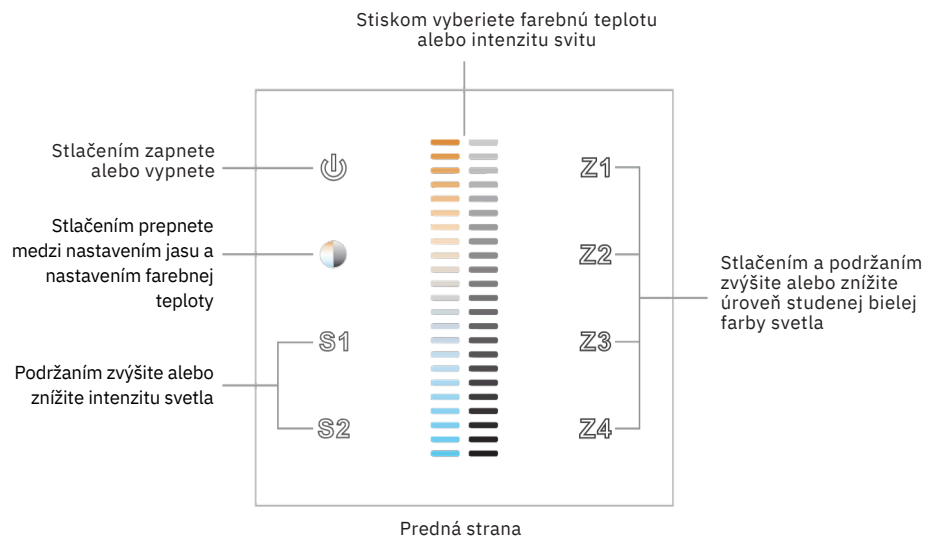 Stiskom vyberiete farebnú teplotu
alebo intenzitu svitu
Stlačením zapnete
alebo vypnete
Stlačením prepnete
medzi nastavením jasu a
nastavením farebnej
teploty
S1
Podržaním zvýšite alebo
znížite intenzitu svetla
S2
Z1
Z2
Z3
Z4
Stlačením a podržaním
zvýšite alebo znížite
úroveň studenej bielej
farby svetla
Predná strana